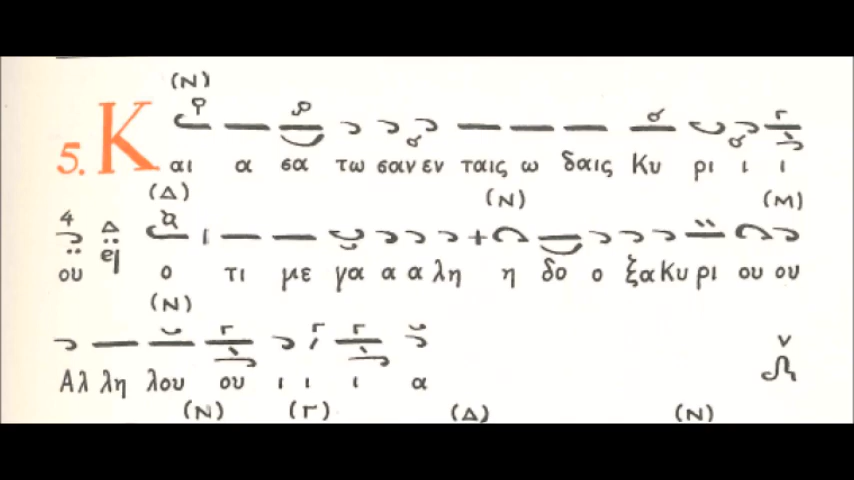 (Ν)
5. Και α σα τω σαν εν ταις ω δαις Κυ ρι ι ι
(Δ) (Ν) (Μ)
4 Δ
ου ο τι με γα α α λη η δο ο ξα Κυ ρι ου ου
(Ν)
Αλ λη λου ου ι ι ι α
(Ν) (Γ) (Δ) (Ν)